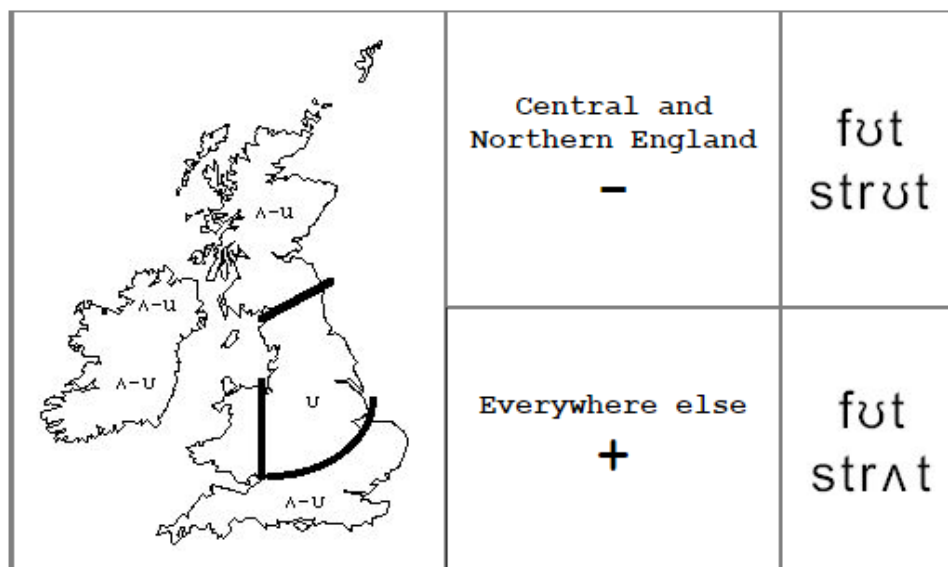 ʌ-u
ʌ-u
ʌ-ʊ
ʊ
ʌ-ʊ
Central and
Northern England
−
fʊt
strʊt
Everywhere else
+
fʊt
strʌt